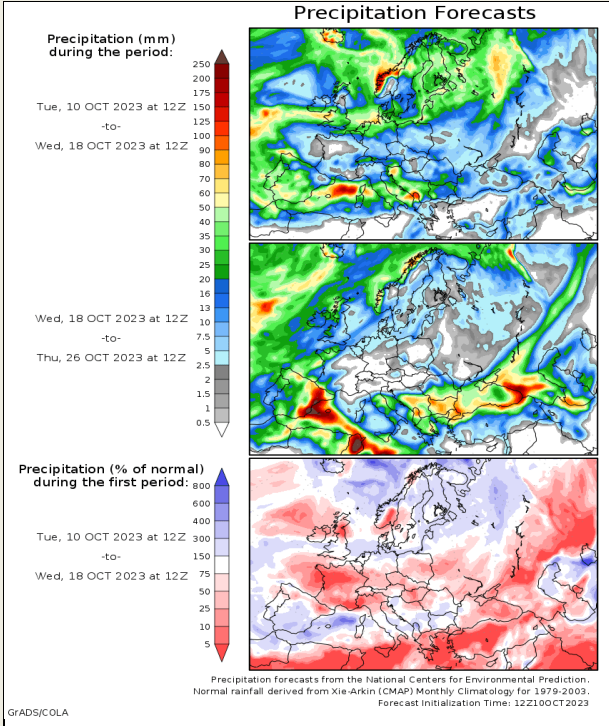 Precipitation Forecasts
Precipitation (mm)
during the period:
Tue, 10 OCT 2023 at 12Z
-to-
Wed, 18 OCT 2023 at 12Z
250
200
175
150
125
100
90
80
70
60
50
40
35
30
25
20
16
13
10
7.5
5
2.5
2
1.5
1
0.5
Wed, 18 OCT 2023 at 12Z
-to-
Thu, 26 OCT 2023 at 12Z
Precipitation (% of normal)
during the first period:
Tue, 10 OCT 2023 at 12Z
-to-
Wed, 18 OCT 2023 at 12Z
800
600
400
300
150
75
50
25
10
5
Precipitation forecasts from the National Centers for Environmental Prediction.
Normal rainfall derived from Xie-Arkin (CMAP) Monthly Climatology for 1979-2003.
Forecast Initialization Time: 12Z10OCT2023
GrADS/COLA